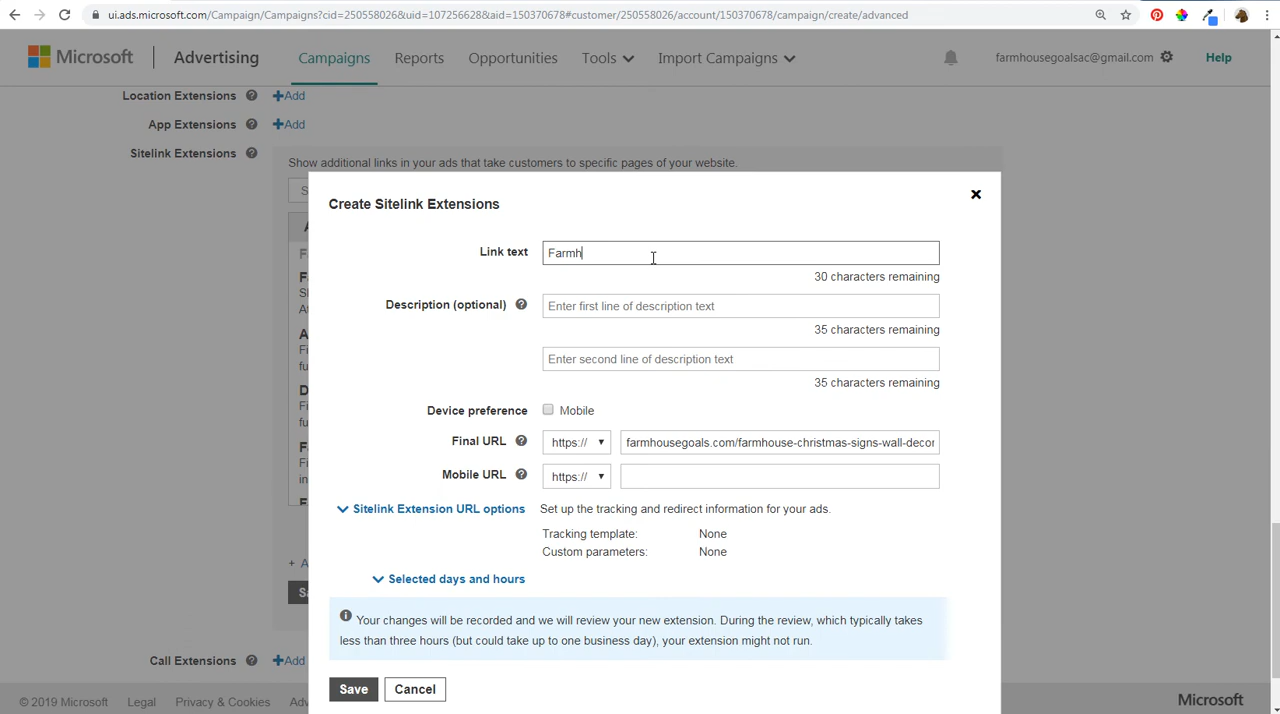 ui.ads.microsoft.com/Campaign/Campaigns?cid=250558026&uid=10725662&aid=150370678#customer/250558026/account/150370678/campaign/create/advanced
Microsoft Advertising Campaigns Reports Opportunities Tools Import Campaigns farmhousegoalsac@gmail.com Help
Location Extensions +Add
App Extensions +Add
Sitelink Extensions Show additional links in your ads that take customers to specific pages of your website.
Create Sitelink Extensions
Link text Farmh
30 characters remaining
Description (optional) Enter first line of description text
35 characters remaining
Enter second line of description text
35 characters remaining
Device preference Mobile
Final URL https:// farmhousegoals.com/farmhouse-christmas-signs-wall-decor
Mobile URL https://
Sitelink Extension URL options Set up the tracking and redirect information for your ads.
Tracking template: None
Custom parameters: None
Selected days and hours
Your changes will be recorded and we will review your new extension. During the review, which typically takes
less than three hours (but could take up to one business day), your extension might not run.
Call Extensions +Add
Save Cancel
© 2019 Microsoft Legal Privacy & Cookies Adv Microsoft